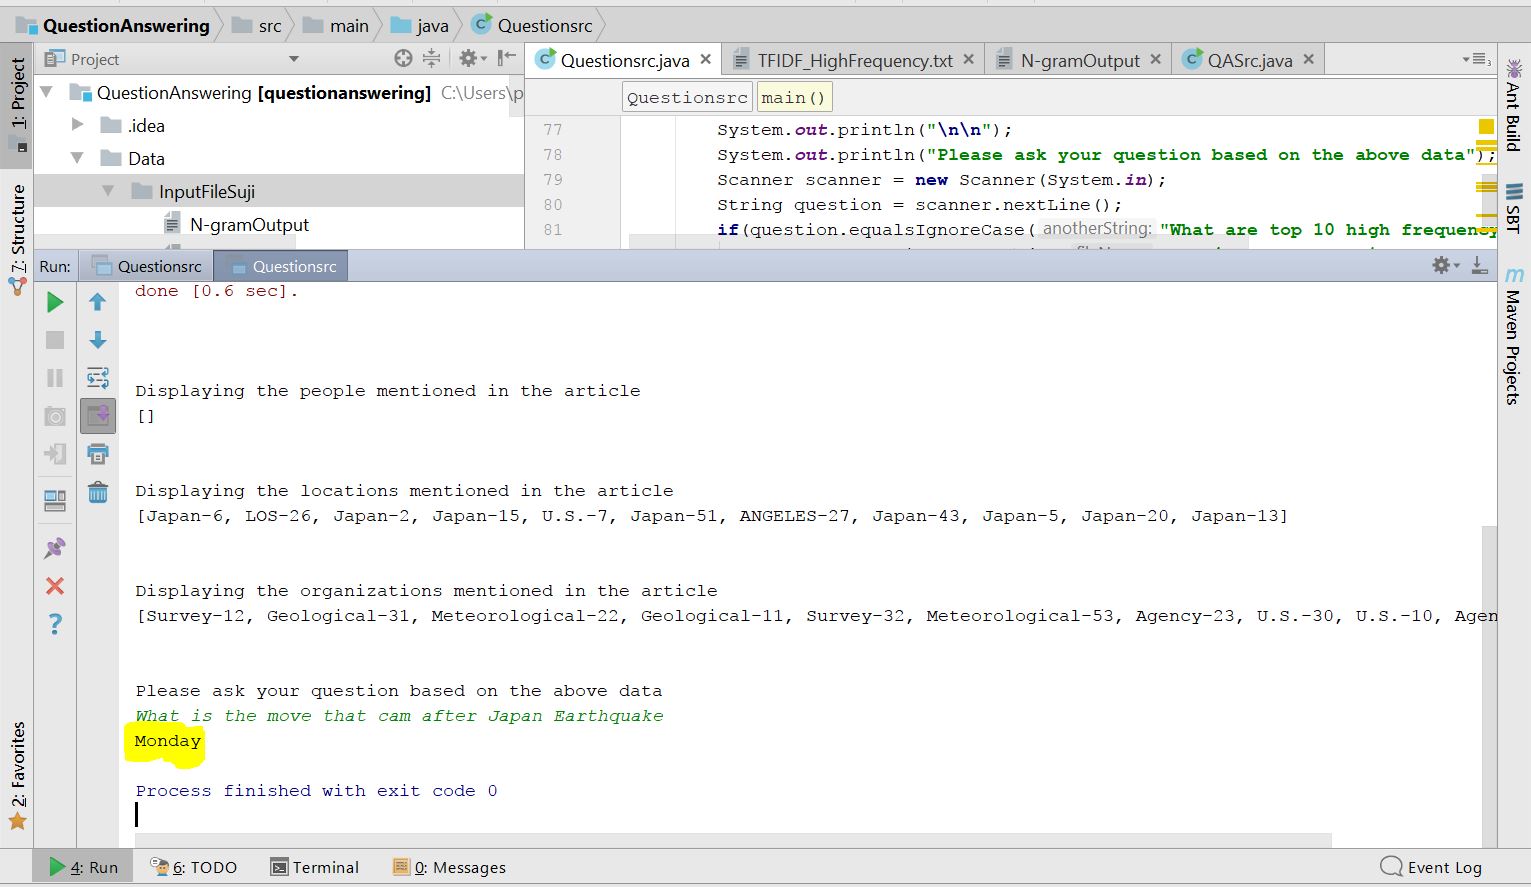 QuestionAnswering src main java Questionsrc
1: Project
7: Structure
2: Favorites
Project
QuestionAnswering [questionanswering] C:\Users\p
.idea
Data
InputFileSuji
N-gramOutput
Questionsrc.java TFIDF_HighFrequency.txt N-gramOutput QASrc.java
Questionsrc main()
77 System.out.println("\n\n");
78 System.out.println("Please ask your question based on the above data");
79 Scanner scanner = new Scanner(System.in);
80 String question = scanner.nextLine();
81 if(question.equalsIgnoreCase( anotherString: "What are top 10 high frequency
Ant Build
SBT
Maven Projects
Run: Questionsrc Questionsrc
done [0.6 sec].
Displaying the people mentioned in the article
[]
Displaying the locations mentioned in the article
[Japan-6, LOS-26, Japan-2, Japan-15, U.S.-7, Japan-51, ANGELES-27, Japan-43, Japan-5, Japan-20, Japan-13]
Displaying the organizations mentioned in the article
[Survey-12, Geological-31, Meteorological-22, Geological-11, Survey-32, Meteorological-53, Agency-23, U.S.-30, U.S.-10, Agen
Please ask your question based on the above data
What is the move that cam after Japan Earthquake
Monday
Process finished with exit code 0
4: Run 6: TODO Terminal 0: Messages Event Log